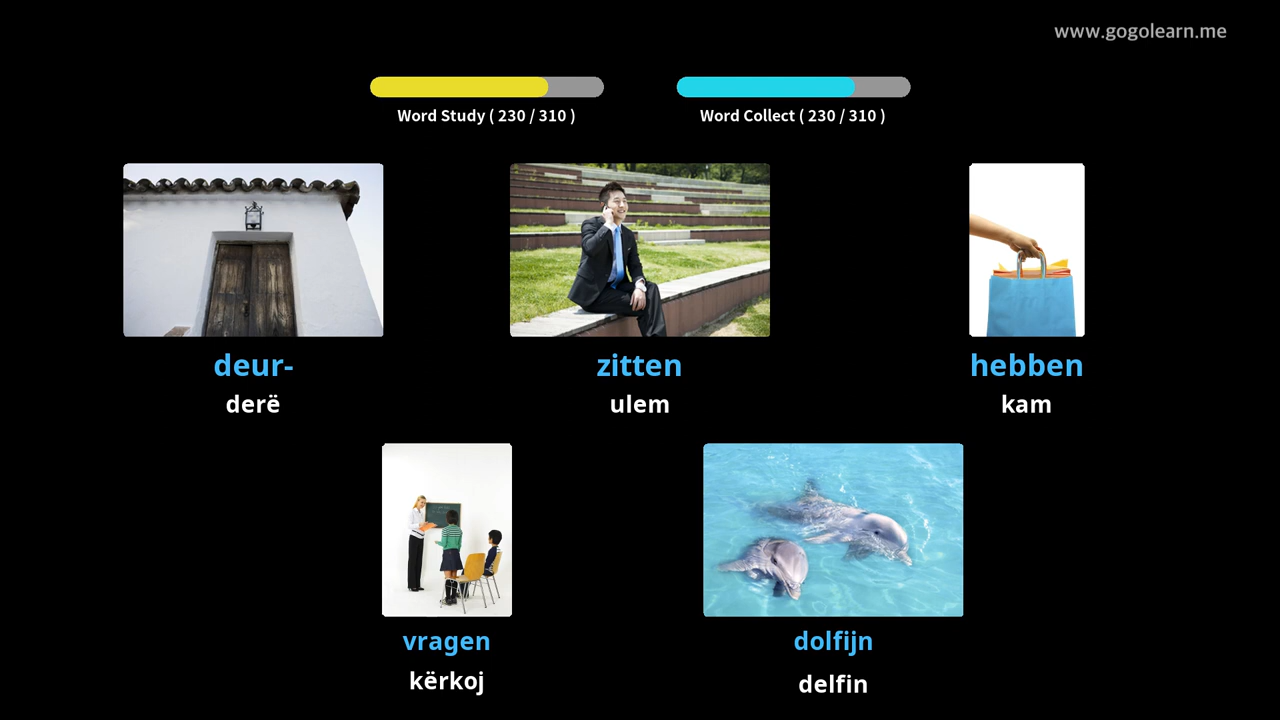 www.gogolearn.me
Word Study ( 230 / 310 )
Word Collect ( 230 / 310 )
deur-
derë
zitten
ulem
hebben
kam
vragen
kërkoj
dolfijn
delfin